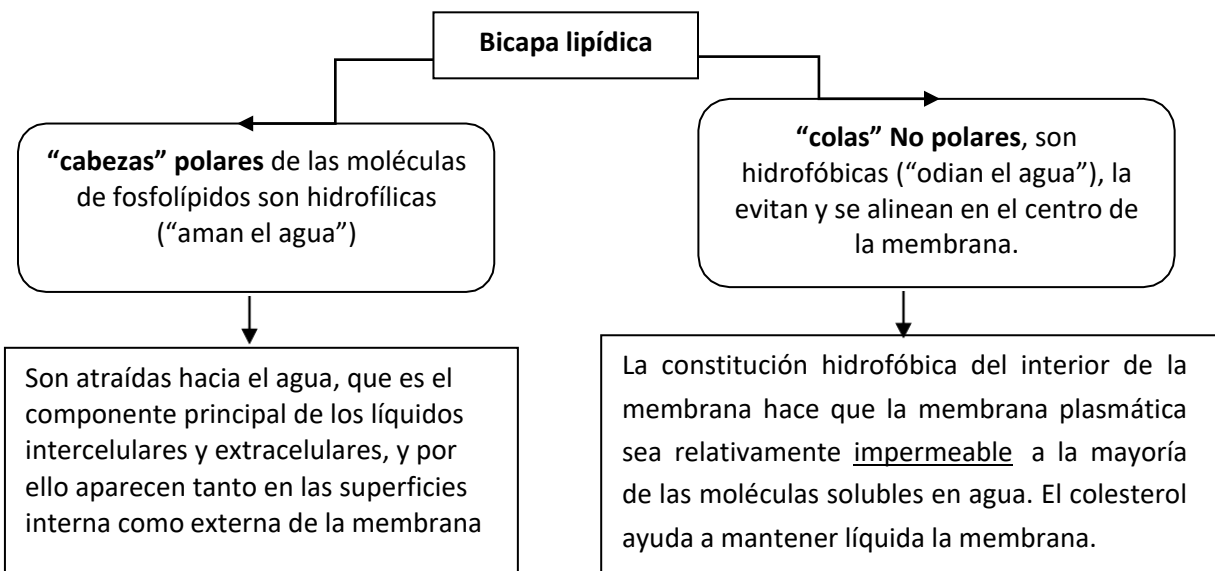 Bicapa lipídica
“cabezas” polares de las moléculas
de fosfolípidos son hidrofílicas
(“aman el agua”)
“colas” No polares, son
hidrofóbicas (“odian el agua”), la
evitan y se alinean en el centro de
la membrana.
Son atraídas hacia el agua, que es el
componente principal de los líquidos
intercelulares y extracelulares, y por
ello aparecen tanto en las superficies
interna como externa de la membrana
La constitución hidrofóbica del interior de la
membrana hace que la membrana plasmática
sea relativamente impermeable a la mayoría
de las moléculas solubles en agua. El colesterol
ayuda a mantener líquida la membrana.